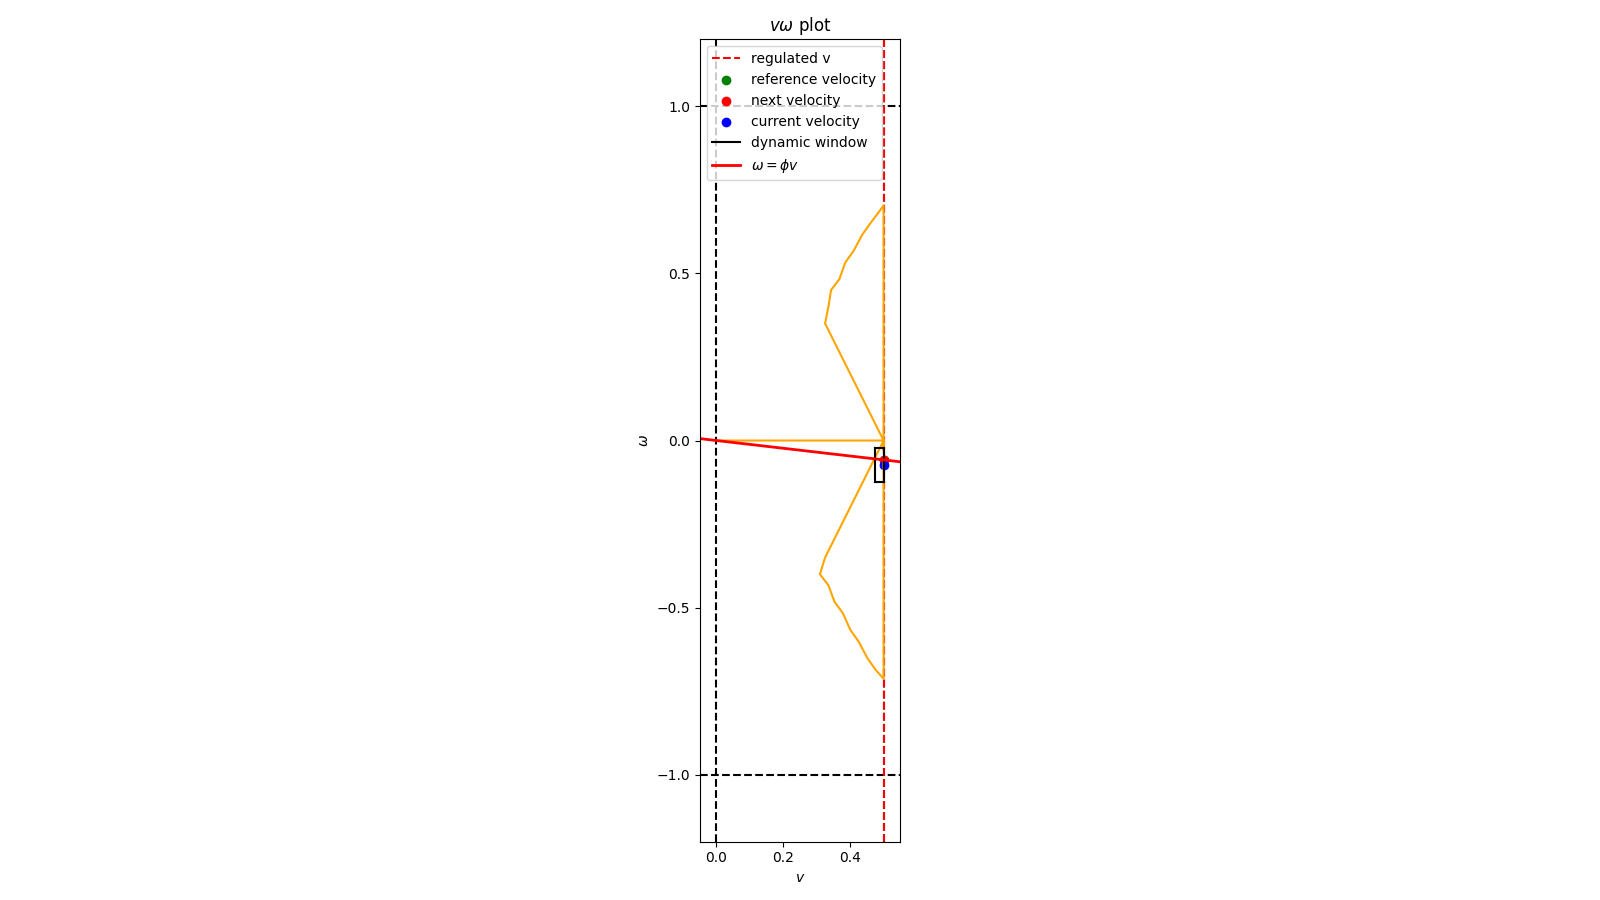 vω plot
regulated v
reference velocity
next velocity
current velocity
dynamic window
ω = ϕv
1.0
0.5
0.0
−0.5
−1.0
ω
0.0 0.2 0.4
v